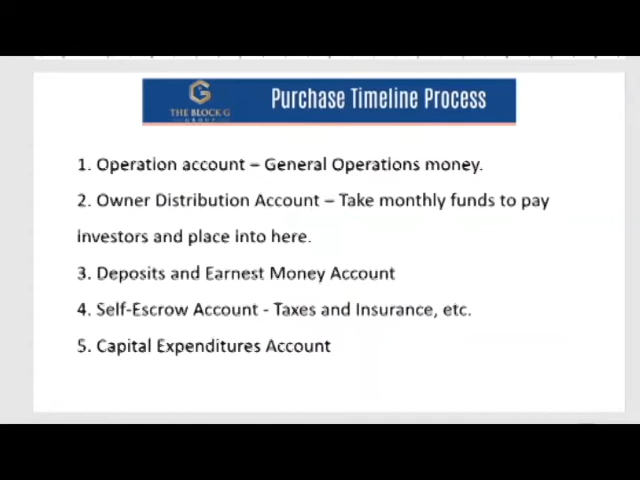 THE BLOCK G
GROUP
Purchase Timeline Process
1. Operation account – General Operations money.
2. Owner Distribution Account – Take monthly funds to pay
investors and place into here.
3. Deposits and Earnest Money Account
4. Self-Escrow Account - Taxes and Insurance, etc.
5. Capital Expenditures Account